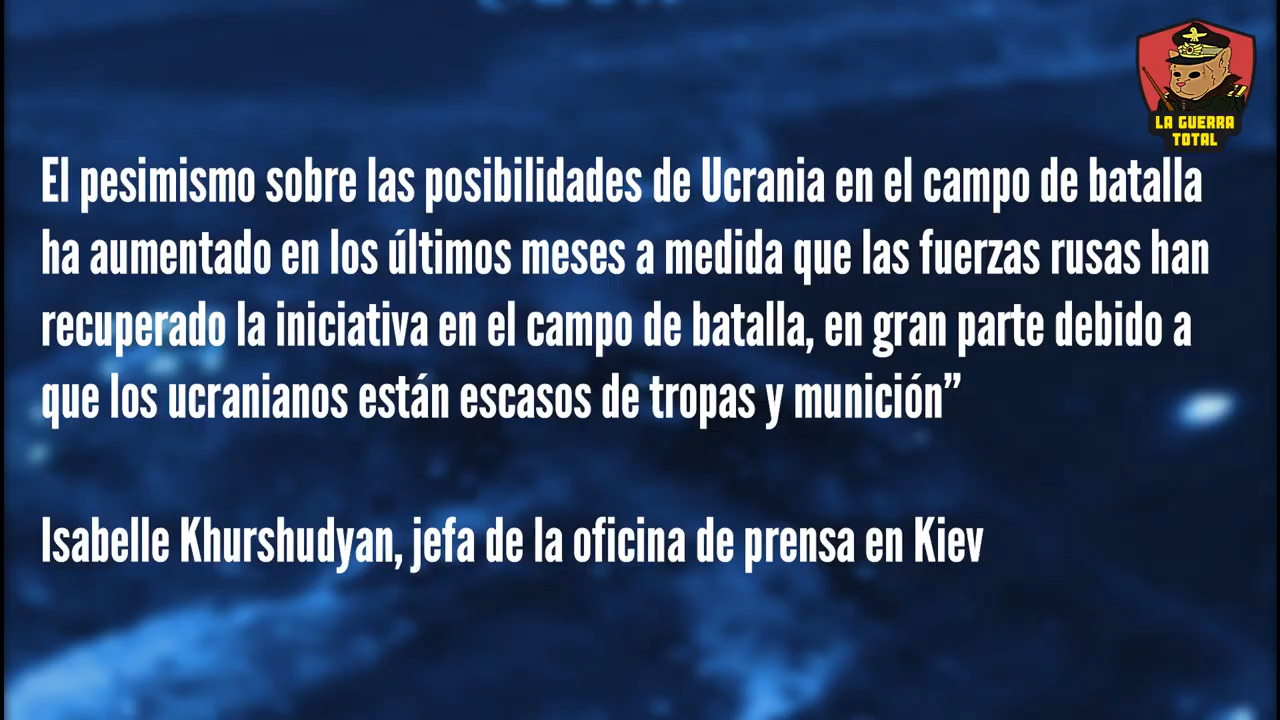 LA GUERRA
TOTAL
El pesimismo sobre las posibilidades de Ucrania en el campo de batalla
ha aumentado en los últimos meses a medida que las fuerzas rusas han
recuperado la iniciativa en el campo de batalla, en gran parte debido a
que los ucranianos están escasos de tropas y munición”
Isabelle Khurshudyan, jefa de la oficina de prensa en Kiev